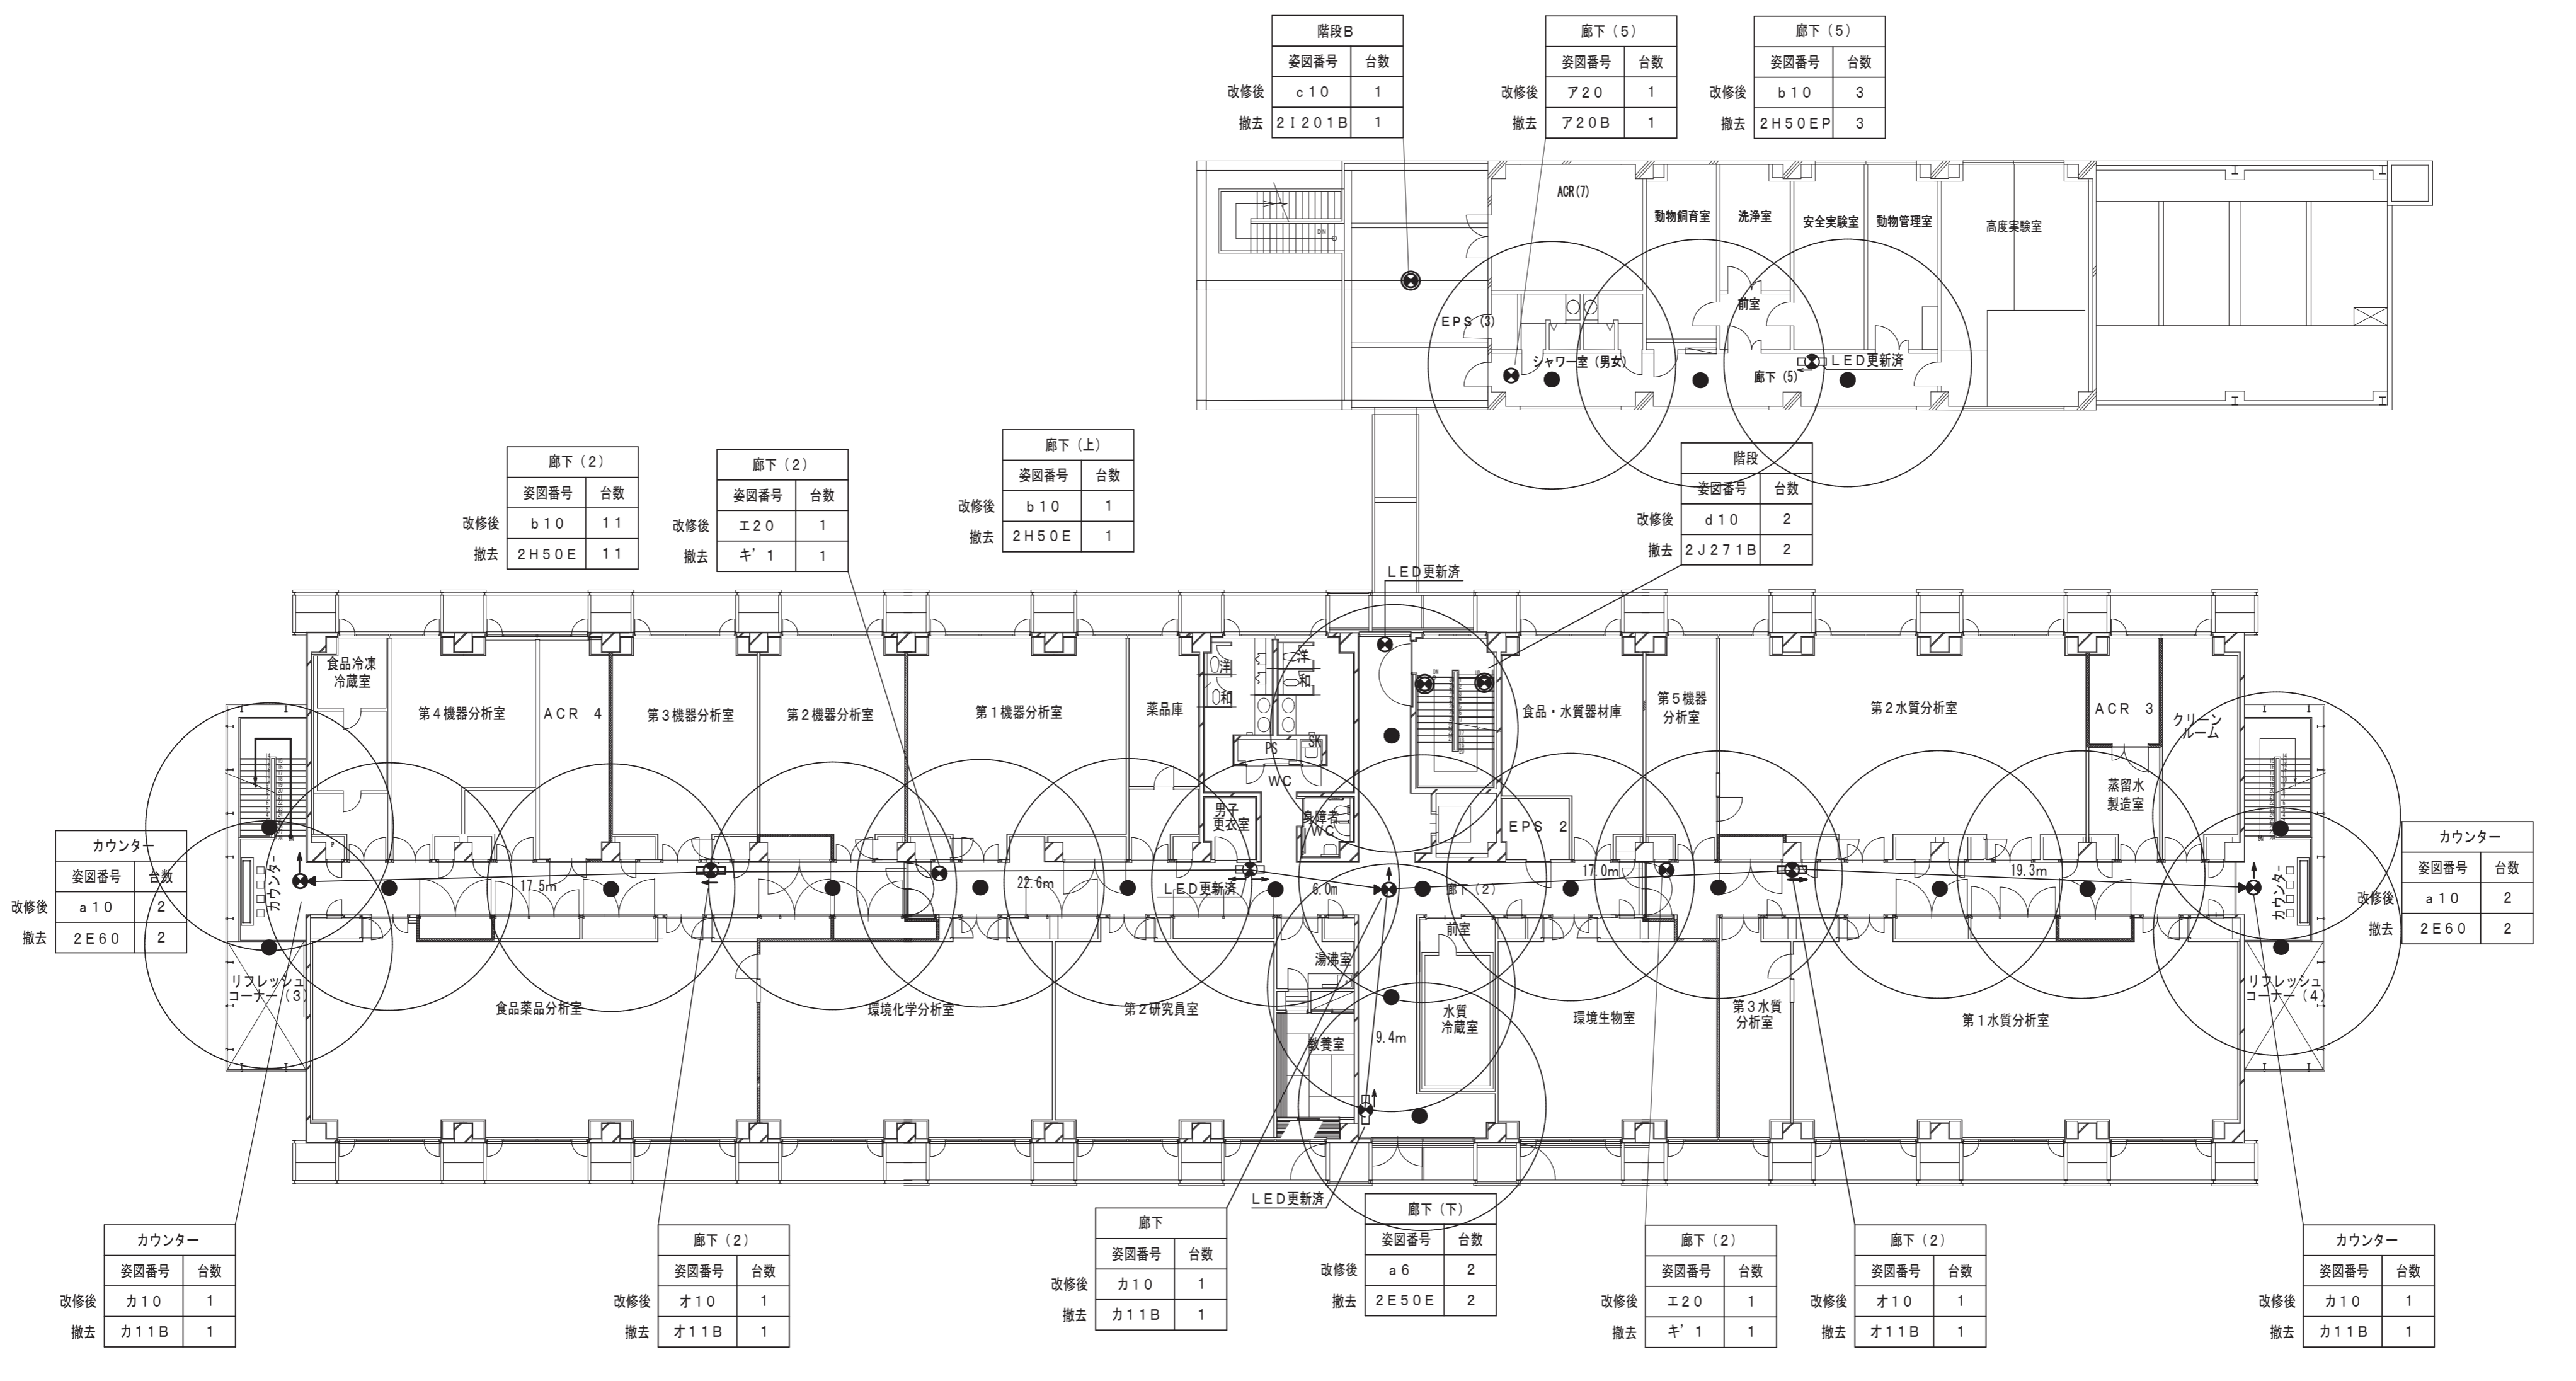 階段Ｂ
姿図番号 台数
改修後 ｃ１０ １
撤去 ２Ｉ２０１Ｂ １
廊下（５）
姿図番号 台数
改修後 ア２０ １
撤去 ア２０Ｂ １
廊下（５）
姿図番号 台数
改修後 ｂ１０ ３
撤去 ２Ｈ５０ＥＰ ３
ACR(7)
動物飼育室
洗浄室
安全実験室
動物管理室
高度実験室
DN
前室
ＥＰＳ（3）
シャワー室（男女）
廊下（5）
ＬＥＤ更新済
廊下（２）
姿図番号 台数
改修後 ｂ１０ １１
撤去 ２Ｈ５０Ｅ １１
廊下（２）
姿図番号 台数
改修後 エ２０ １
撤去 キ’１ １
廊下（上）
姿図番号 台数
改修後 ｂ１０ １
撤去 ２Ｈ５０Ｅ １
階段
姿図番号 台数
改修後 ｄ１０ ２
撤去 ２Ｊ２７１Ｂ ２
ＬＥＤ更新済
食品冷凍
冷蔵室
第４機器分析室
ＡＣＲ　４
第３機器分析室
第２機器分析室
第１機器分析室
薬品庫
洋
和
洋
和
PS
SK
ＷＣ
男子
更衣室
身障者
ＷＣ
食品・水質器材庫
第５機器
分析室
第２水質分析室
ＡＣＲ　３
クリーン
ルーム
蒸留水
製造室
ＥＰＳ ２
カウンター
姿図番号 台数
改修後 ａ１０ ２
撤去 ２Ｅ６０ ２
カウンター
17.5m
22.6m
ＬＥＤ更新済
6.0m
廊下（２）
17.0m
19.3m
カウンター
カウンター
姿図番号 台数
改修後 ａ１０ ２
撤去 ２Ｅ６０ ２
リフレッシュ
コーナー（３）
食品薬品分析室
環境化学分析室
第２研究員室
湯沸室
教養室
9.4m
前室
水質
冷蔵室
環境生物室
第３水質
分析室
第１水質分析室
リフレッシュ
コーナー（４）
ＬＥＤ更新済
カウンター
姿図番号 台数
改修後 カ１０ １
撤去 カ１１Ｂ １
廊下（２）
姿図番号 台数
改修後 オ１０ １
撤去 オ１１Ｂ １
廊下
姿図番号 台数
改修後 カ１０ １
撤去 カ１１Ｂ １
廊下（下）
姿図番号 台数
改修後 ａ６ ２
撤去 ２Ｅ５０Ｅ ２
廊下（２）
姿図番号 台数
改修後 エ２０ １
撤去 キ’１ １
廊下（２）
姿図番号 台数
改修後 オ１０ １
撤去 オ１１Ｂ １
カウンター
姿図番号 台数
改修後 カ１０ １
撤去 カ１１Ｂ １